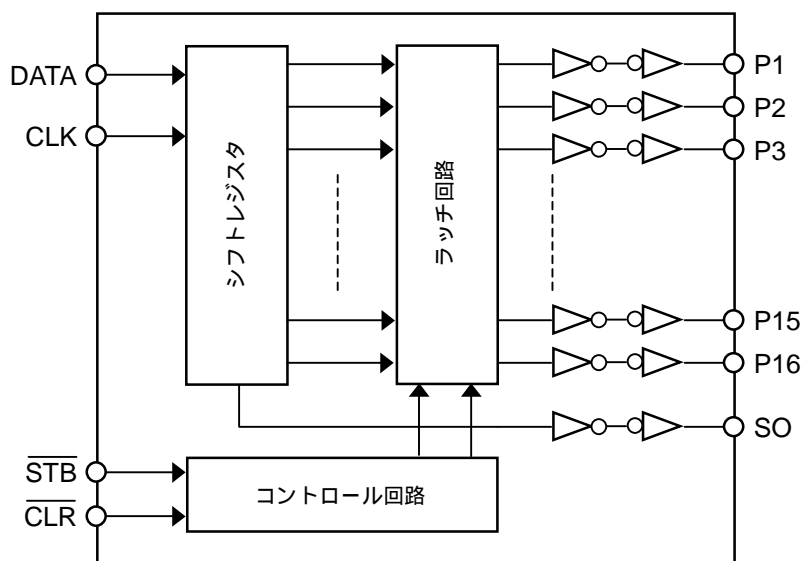 DATA
CLK
シフトレジスタ
ラッチ回路
P1
P2
P3
P15
P16
SO
STB
CLR
コントロール回路